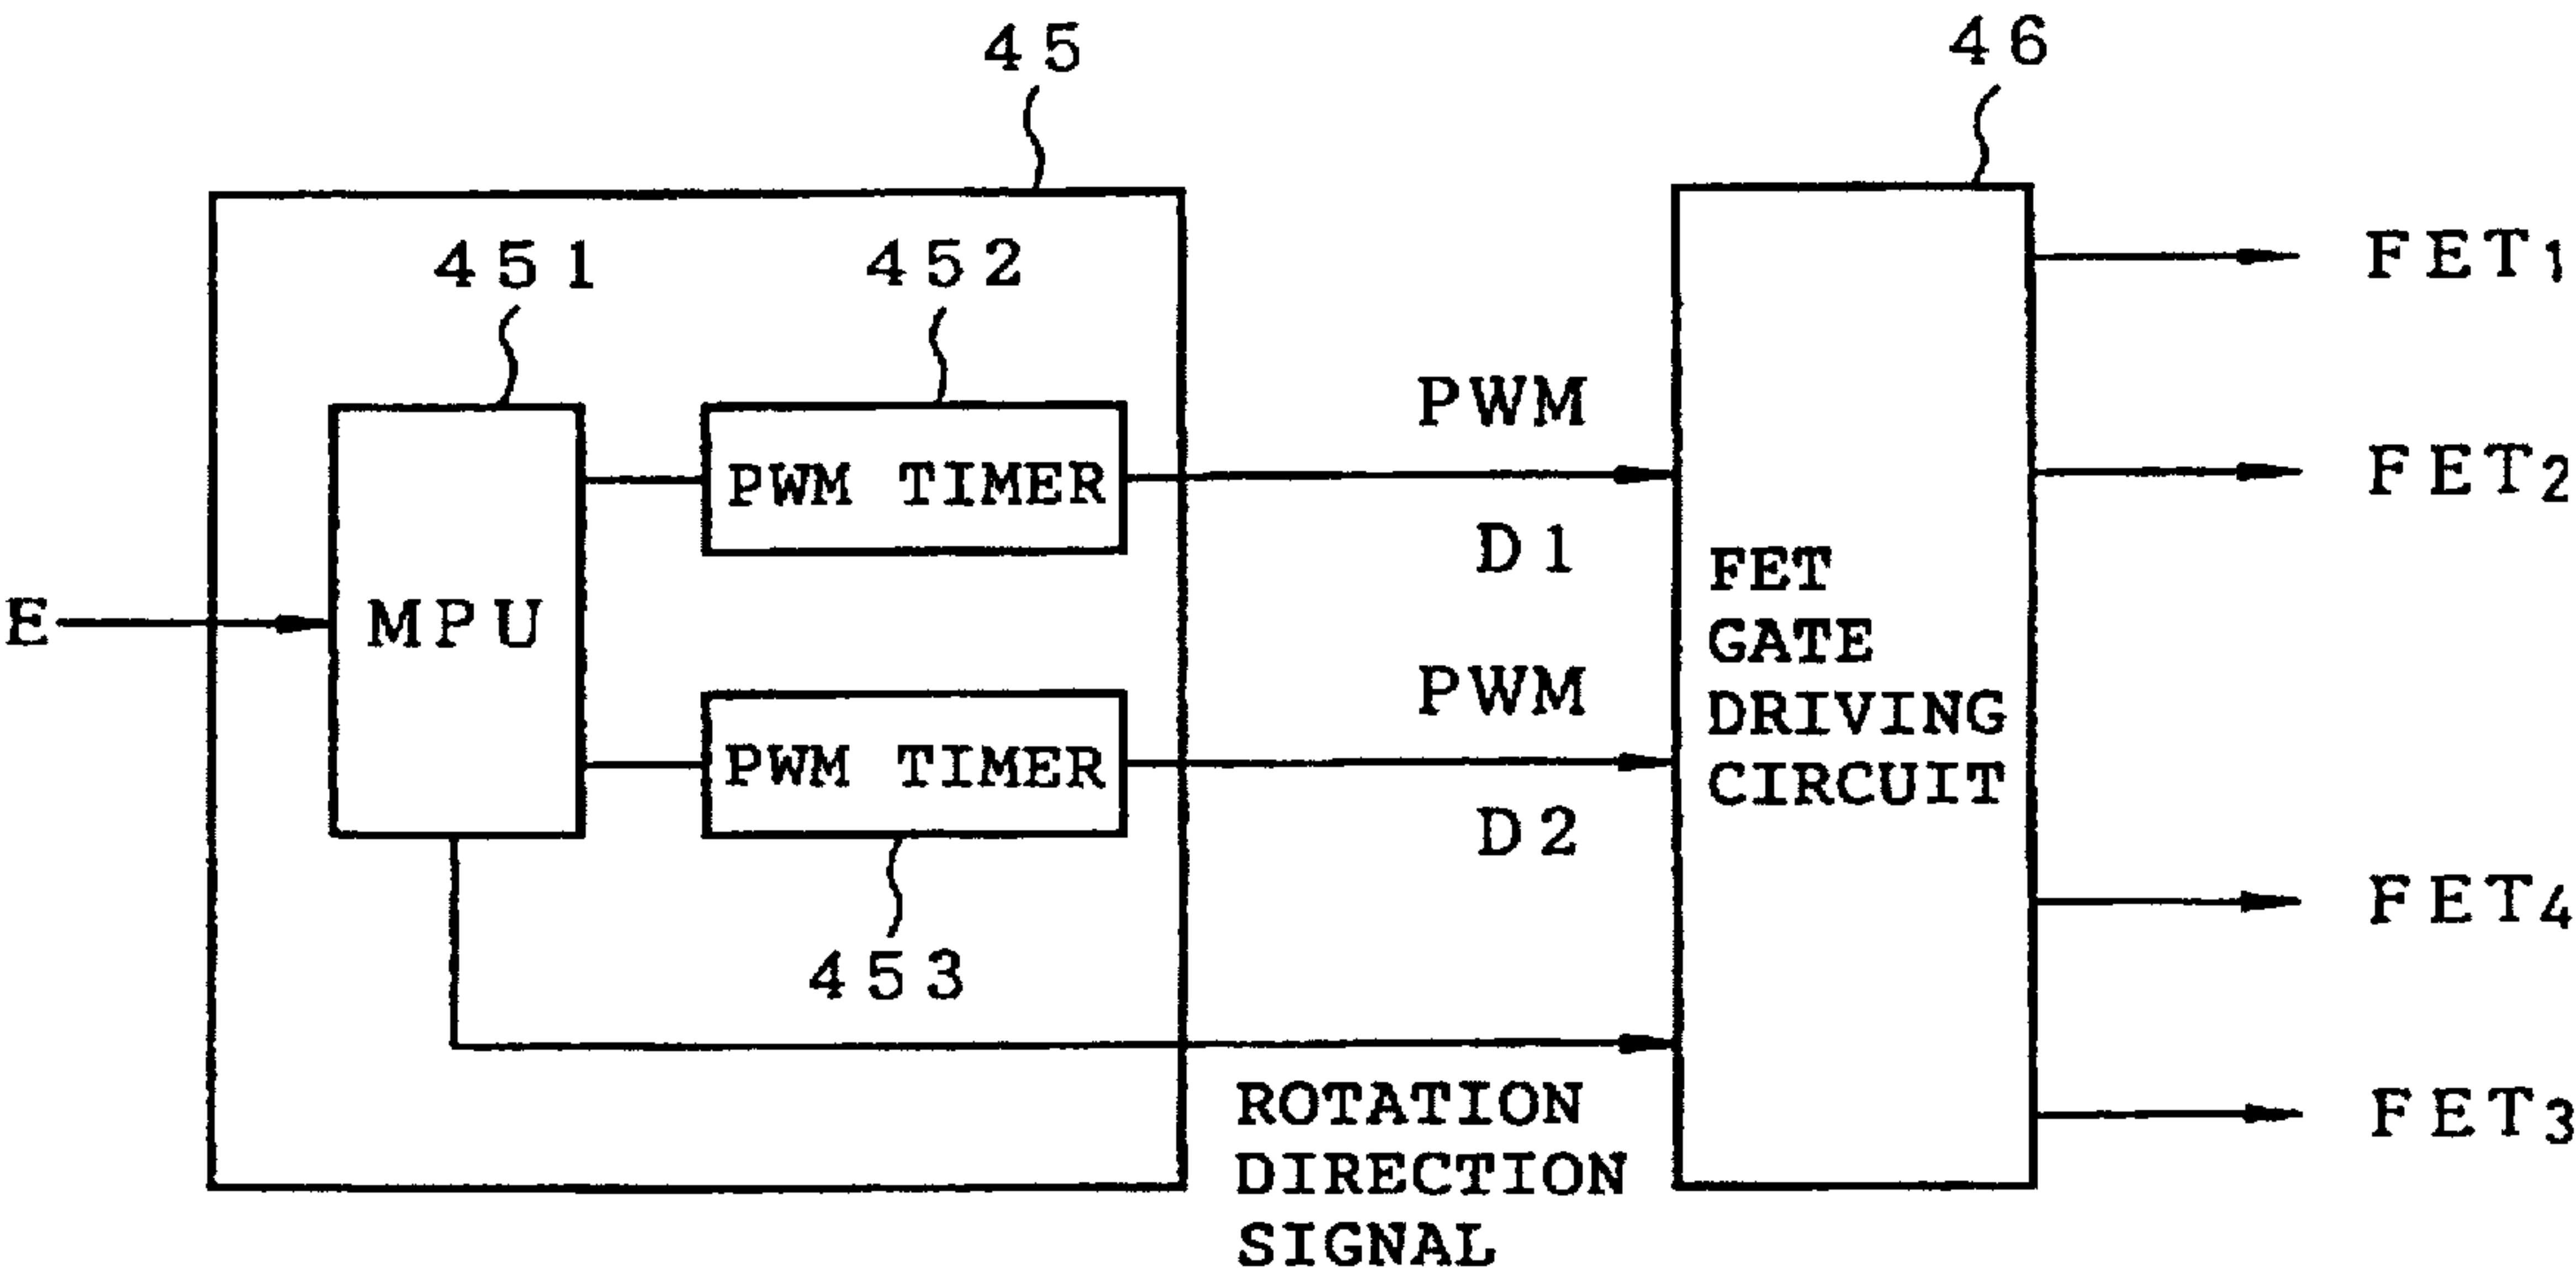 45
46
451
452
FET1
PWM
FET2
PWM TIMER
D1
FET
GATE
DRIVING
CIRCUIT
E
MPU
PWM
PWM TIMER
D2
FET4
453
ROTATION
DIRECTION
SIGNAL
FET3